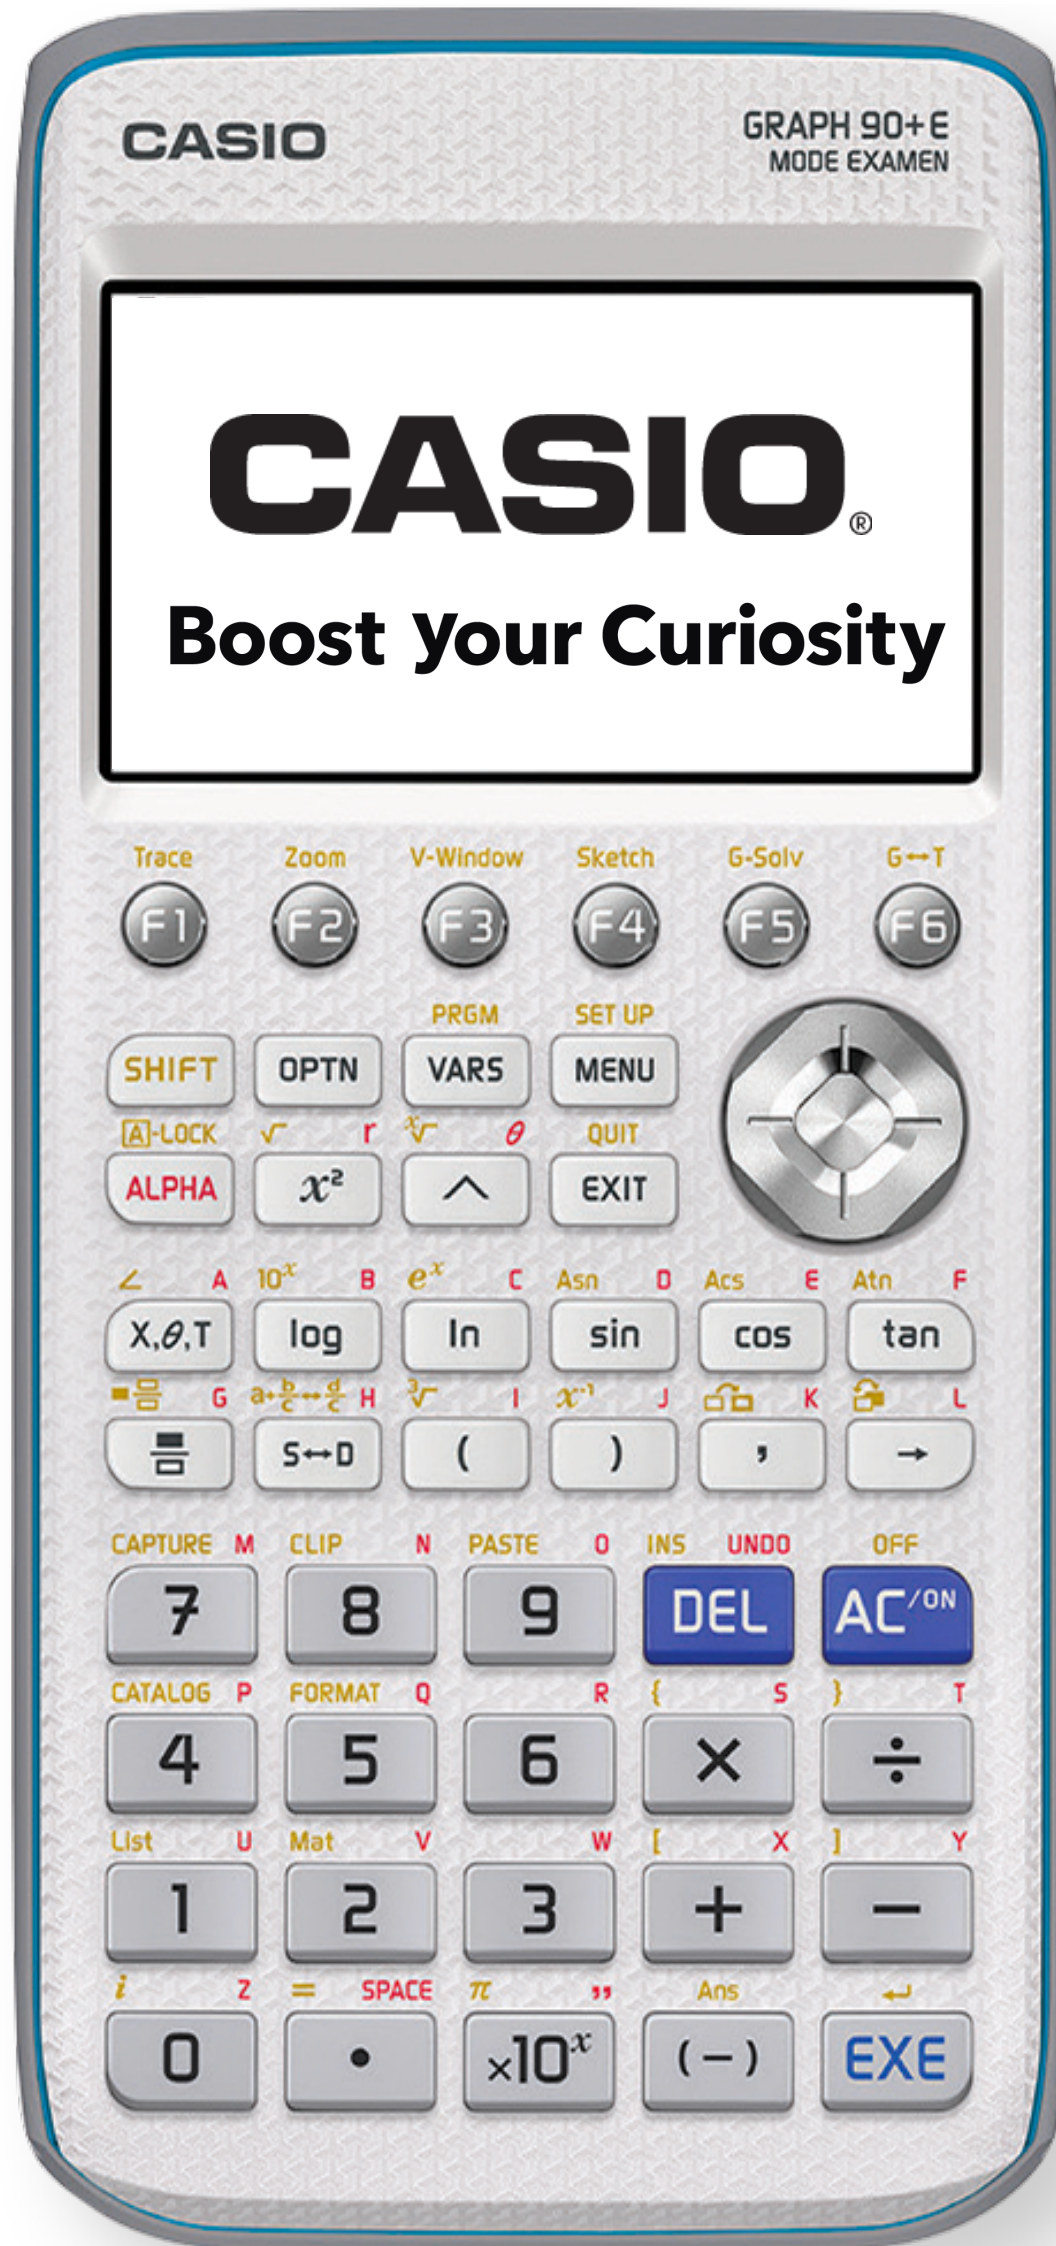 CASIO
GRAPH 90+E
MODE EXAMEN
CASIO®
Boost your Curiosity
Trace Zoom V-Window Sketch G-Solv G↔T
F1 F2 F3 F4 F5 F6
PRGM SET UP
SHIFT OPTN VARS MENU
A-LOCK √ r ˣ√ θ QUIT
ALPHA x² ^ EXIT
∠ A 10ˣ B eˣ C Asn D Acs E Atn F
X,θ,T log ln sin cos tan
G a+b/c↔d/c H ³√ I x⁻¹ J K L
S↔D ( ) , →
CAPTURE M CLIP N PASTE O INS UNDO OFF
7 8 9 DEL AC/ON
CATALOG P FORMAT Q R { S } T
4 5 6 × ÷
List U Mat V W [ X ] Y
1 2 3 + −
i Z = SPACE π " Ans ↵
0 • ×10ˣ (−) EXE